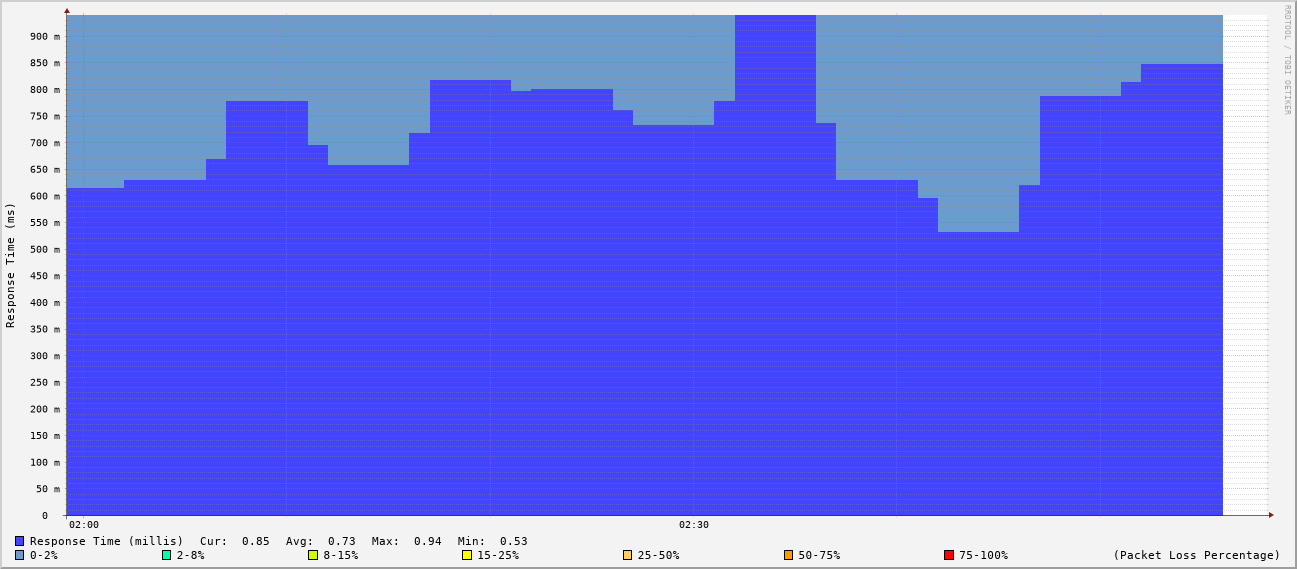 RRDTOOL / TOBI OETIKER
Response Time (ms)
900 m
850 m
800 m
750 m
700 m
650 m
600 m
550 m
500 m
450 m
400 m
350 m
300 m
250 m
200 m
150 m
100 m
50 m
0
02:00 02:30
Response Time (millis) Cur: 0.85 Avg: 0.73 Max: 0.94 Min: 0.53
0-2% 2-8% 8-15% 15-25% 25-50% 50-75% 75-100% (Packet Loss Percentage)